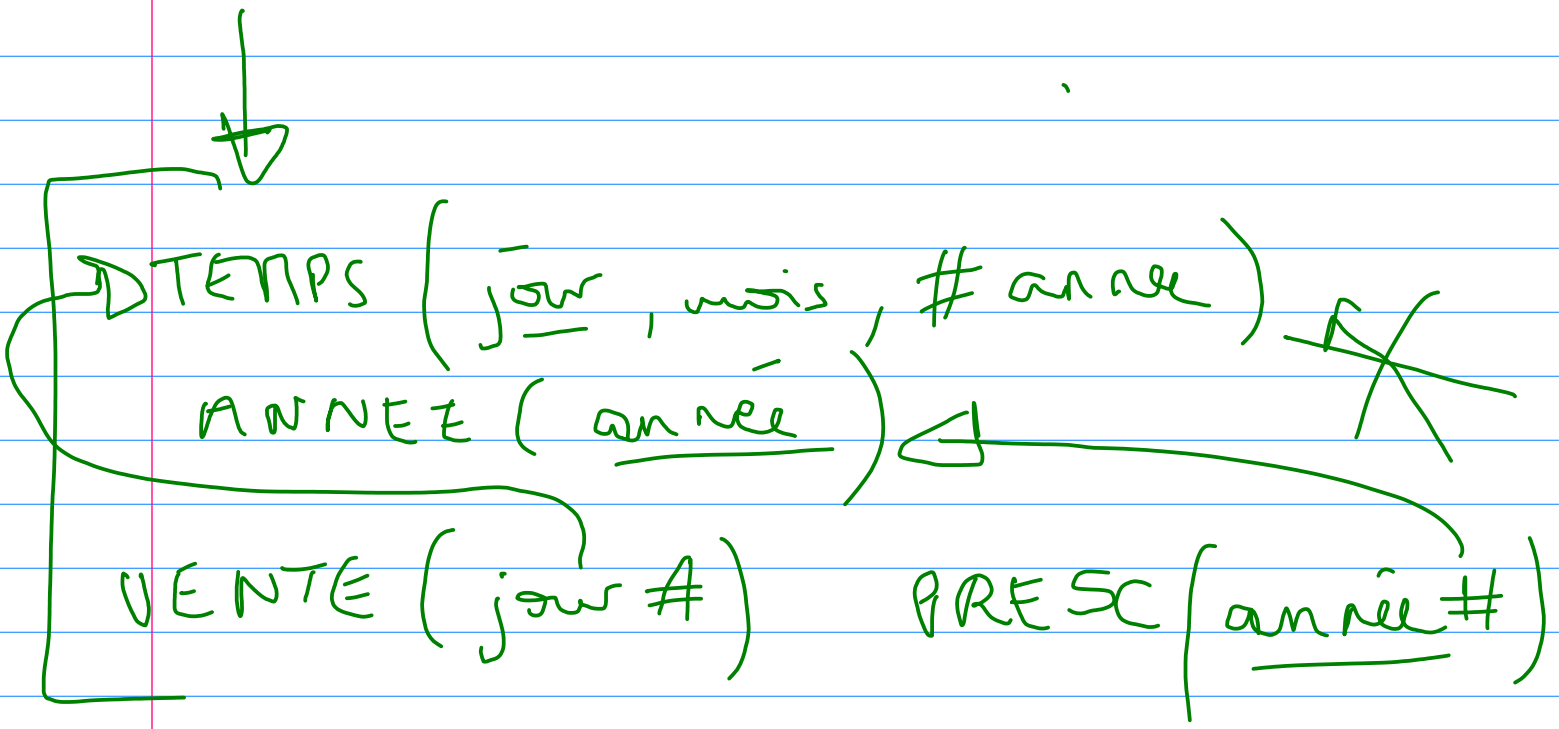 TEMPS (jour, mois, # année)
ANNEE (année)
VENTE (jour #) PRESC (année #)